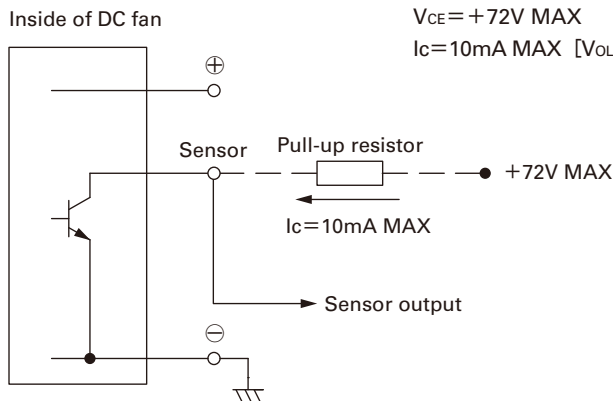 Inside of DC fan
VCE=+72V MAX
Ic=10mA MAX [VOL
⊕
Sensor
Pull-up resistor
+72V MAX
Ic=10mA MAX
Sensor output
⊖